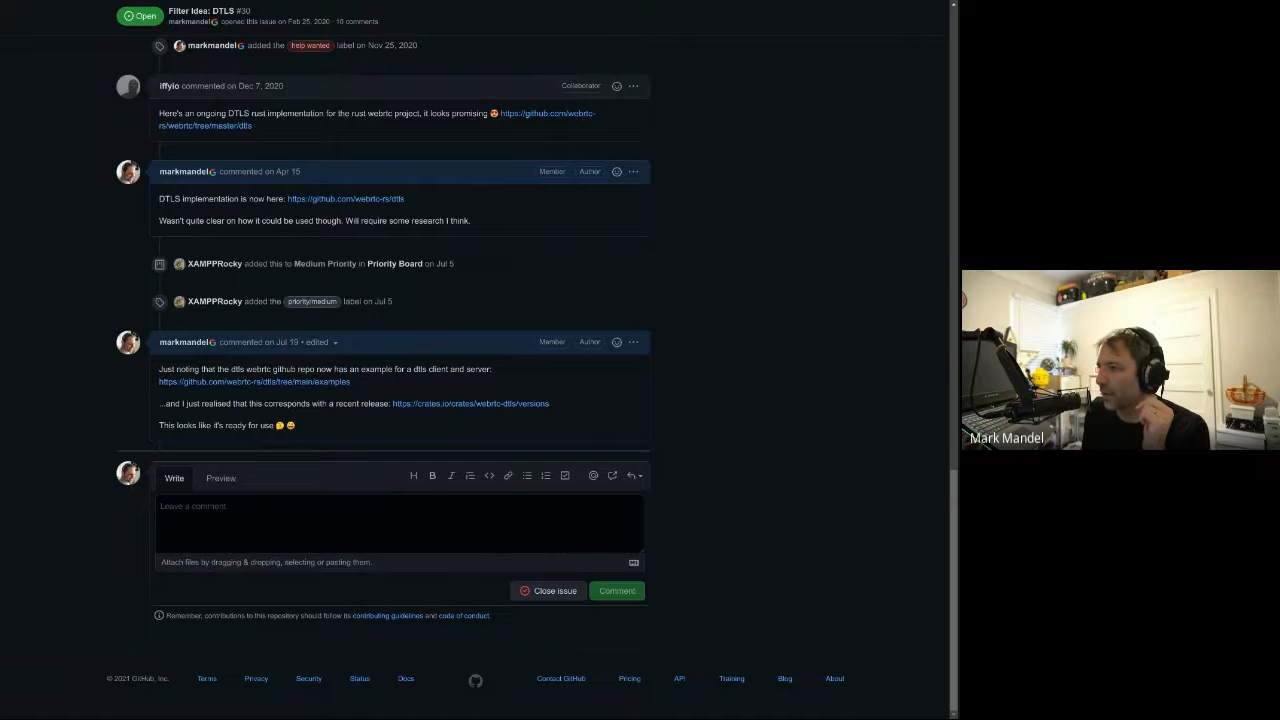 Open
Filter Idea: DTLS #30
markmandel opened this issue on Feb 25, 2020 · 10 comments
markmandel added the help wanted label on Nov 25, 2020
iffyio commented on Dec 7, 2020
Collaborator
Here's an ongoing DTLS rust implementation for the rust webrtc project, it looks promising 😍 https://github.com/webrtc-
rs/webrtc/tree/master/dtls
markmandel commented on Apr 15
Member
Author
DTLS implementation is now here: https://github.com/webrtc-rs/dtls
Wasn't quite clear on how it could be used though. Will require some research I think.
XAMPPRocky added this to Medium Priority in Priority Board on Jul 5
XAMPPRocky added the priority/medium label on Jul 5
markmandel commented on Jul 19 • edited
Member
Author
Just noting that the dtls webrtc github repo now has an example for a dtls client and server:
https://github.com/webrtc-rs/dtls/tree/main/examples
...and I just realised that this corresponds with a recent release: https://crates.io/crates/webrtc-dtls/versions
This looks like it's ready for use 🤔 😄
Write
Preview
Leave a comment
Attach files by dragging & dropping, selecting or pasting them.
Close issue
Comment
Remember, contributions to this repository should follow its contributing guidelines and code of conduct.
© 2021 GitHub, Inc.
Terms
Privacy
Security
Status
Docs
Contact GitHub
Pricing
API
Training
Blog
About
Mark Mandel